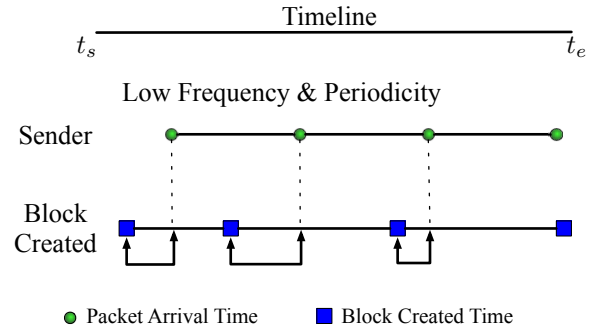 Timeline
t_s t_e
Low Frequency & Periodicity
Sender
Block
Created
Packet Arrival Time Block Created Time